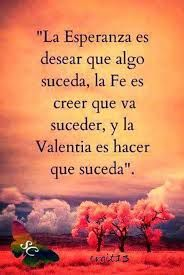 "La Esperanza es
desear que algo
suceda, la Fe es
creer que va
suceder, y la
Valentia es hacer
que suceda".